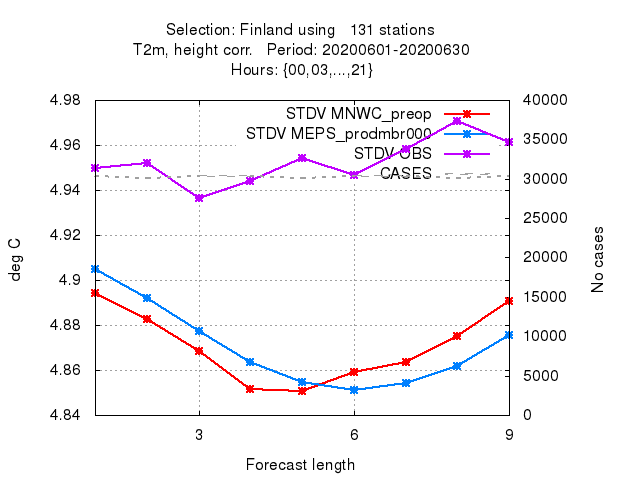 Selection: Finland using 131 stations
T2m, height corr. Period: 20200601-20200630
Hours: {00,03,...,21}
4.98
4.96
4.94
4.92
4.9
4.88
4.86
4.84
deg C
STDV MNWC_preop
STDV MEPS_prodmbr000
STDV OBS
CASES
40000
35000
30000
25000
20000
15000
10000
5000
0
No cases
3 6 9
Forecast length